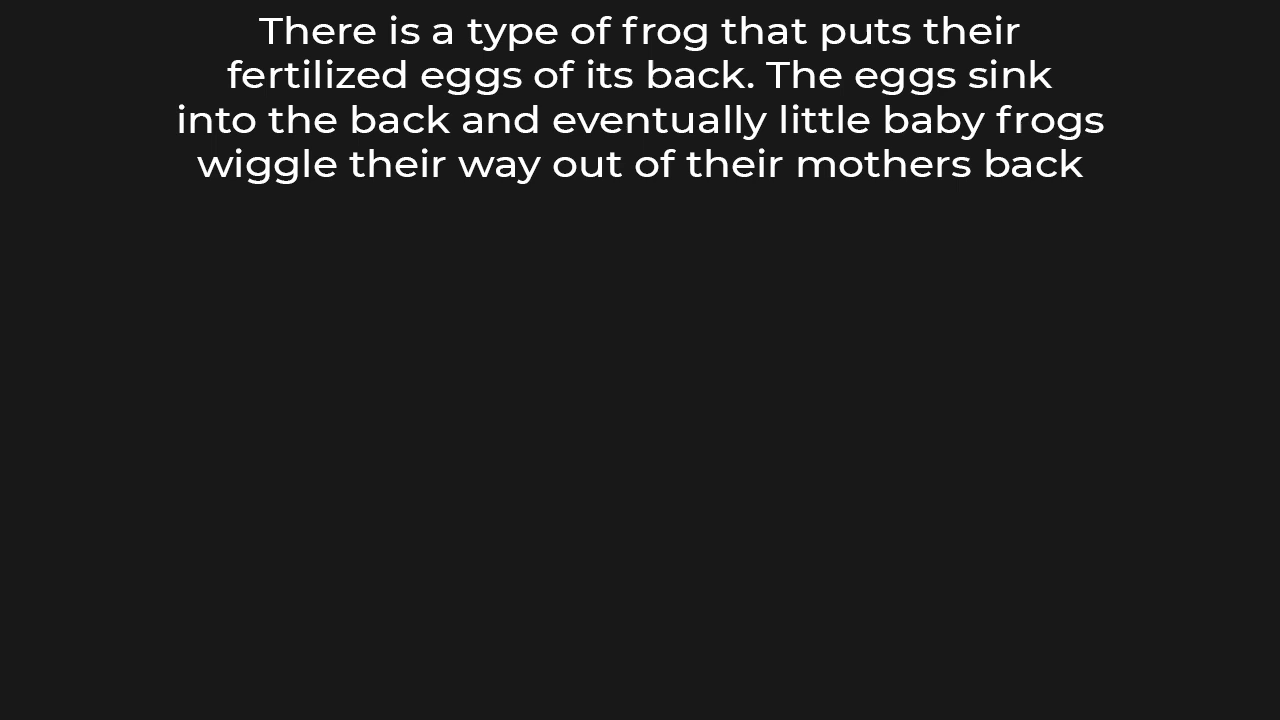 There is a type of frog that puts their
fertilized eggs of its back. The eggs sink
into the back and eventually little baby frogs
wiggle their way out of their mothers back